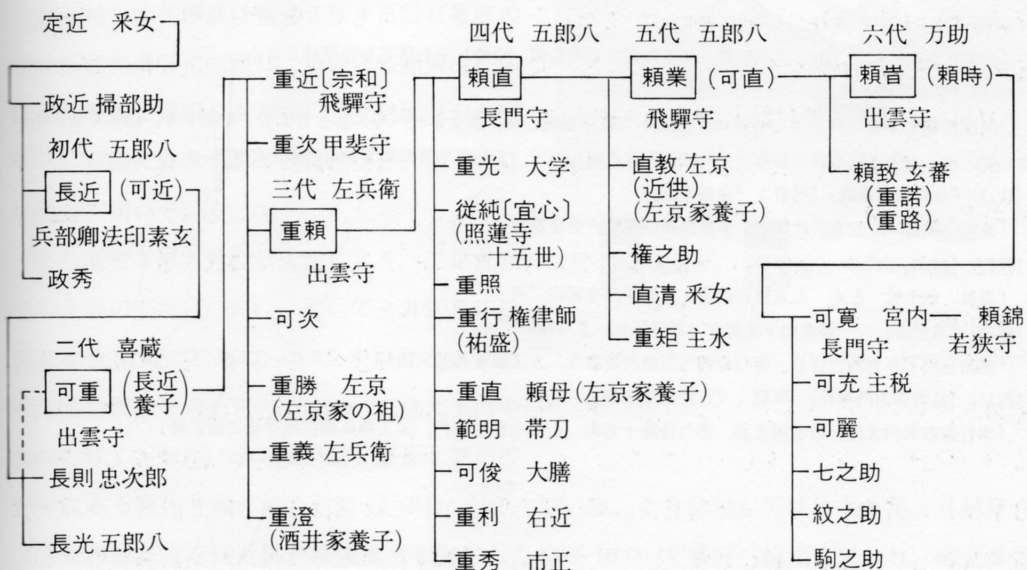 定近　采女
政近 掃部助
初代　五郎八
長近　(可近)
兵部卿法印素玄
政秀
二代　喜蔵
可重　(長近養子)
出雲守
長則 忠次郎
長光 五郎八
重近〔宗和〕
飛驒守
重次 甲斐守
三代　左兵衛
重頼
出雲守
可次
重勝　左京
(左京家の祖)
重義 左兵衛
重澄
(酒井家養子)
四代　五郎八
頼直
長門守
重光　大学
従純〔宜心〕
(照蓮寺
十五世)
重照
重行 権律師
(祐盛)
重直　頼母(左京家養子)
範明　帯刀
可俊　大膳
重利　右近
重秀　市正
五代　五郎八
頼業　(可直)
飛驒守
直教 左京
(近供)
(左京家養子)
権之助
直清 采女
重矩 主水
六代　万助
頼旹　(頼時)
出雲守
頼致 玄番
(重諾)
(重路)
可寛　宮内　頼錦
長門守　若狭守
可充 主税
可麗
七之助
紋之助
駒之助